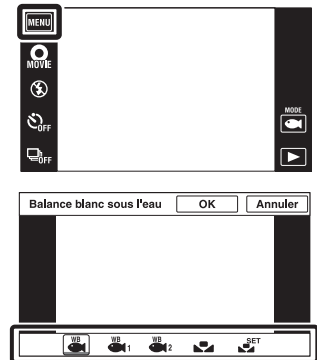 MENU
MOVIE
OFF
MODE
OFF
Balance blanc sous l'eau OK Annuler
WB WB 1 WB 2 SET